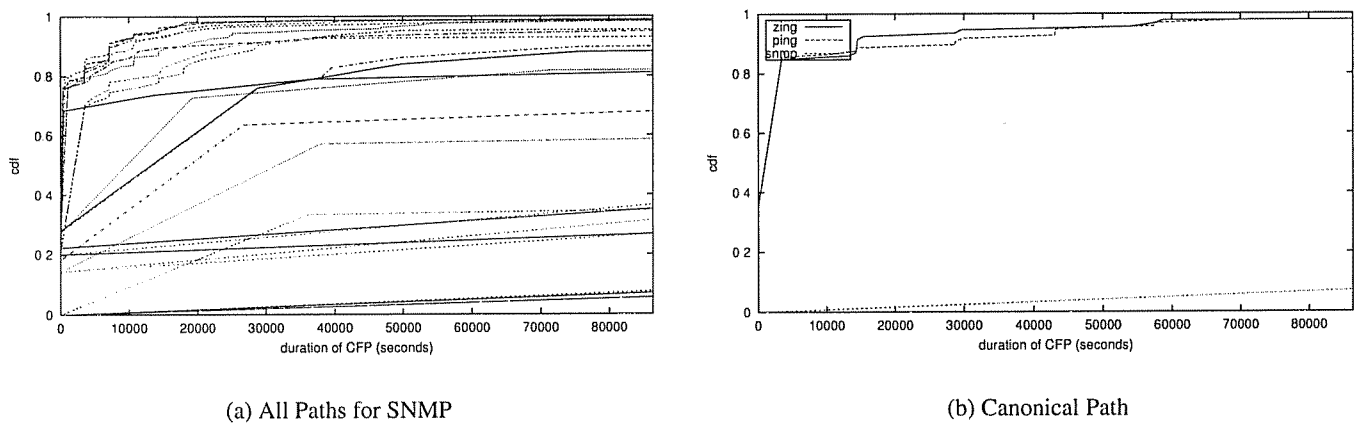 1
0 8
0 6
0 4
0 2
0
cdf
0 10000 20000 30000 40000 50000 60000 70000 80000
duration of CFP (seconds)
(a) All Paths for SNMP
1
0 8
0 6
0 4
0 2
0
cdf
zing
ping
snmp
0 10000 20000 30000 40000 50000 60000 70000 80000
duration of CFP (seconds)
(b) Canonical Path